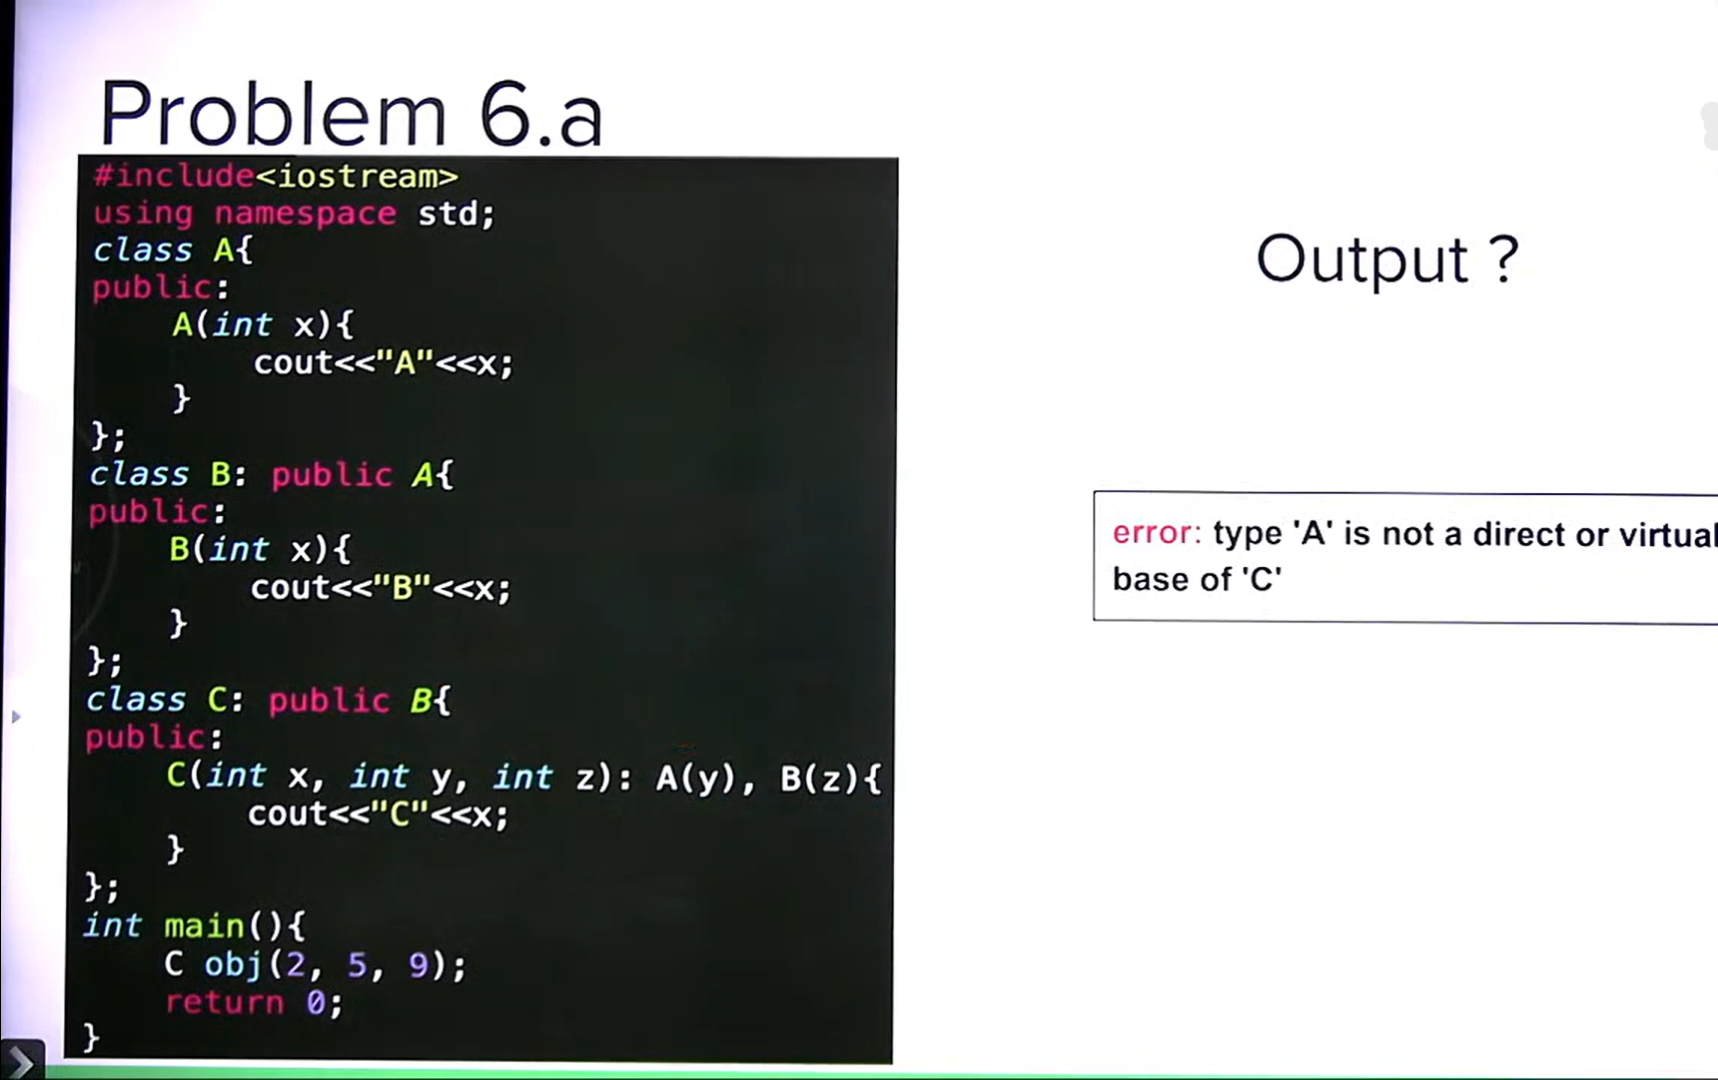 Problem 6.a
#include<iostream>
using namespace std;
class A{
public:
    A(int x){
        cout<<"A"<<x;
    }
};
class B: public A{
public:
    B(int x){
        cout<<"B"<<x;
    }
};
class C: public B{
public:
    C(int x, int y, int z): A(y), B(z){
        cout<<"C"<<x;
    }
};
int main(){
    C obj(2, 5, 9);
    return 0;
}
Output ?
error: type 'A' is not a direct or virtual
base of 'C'